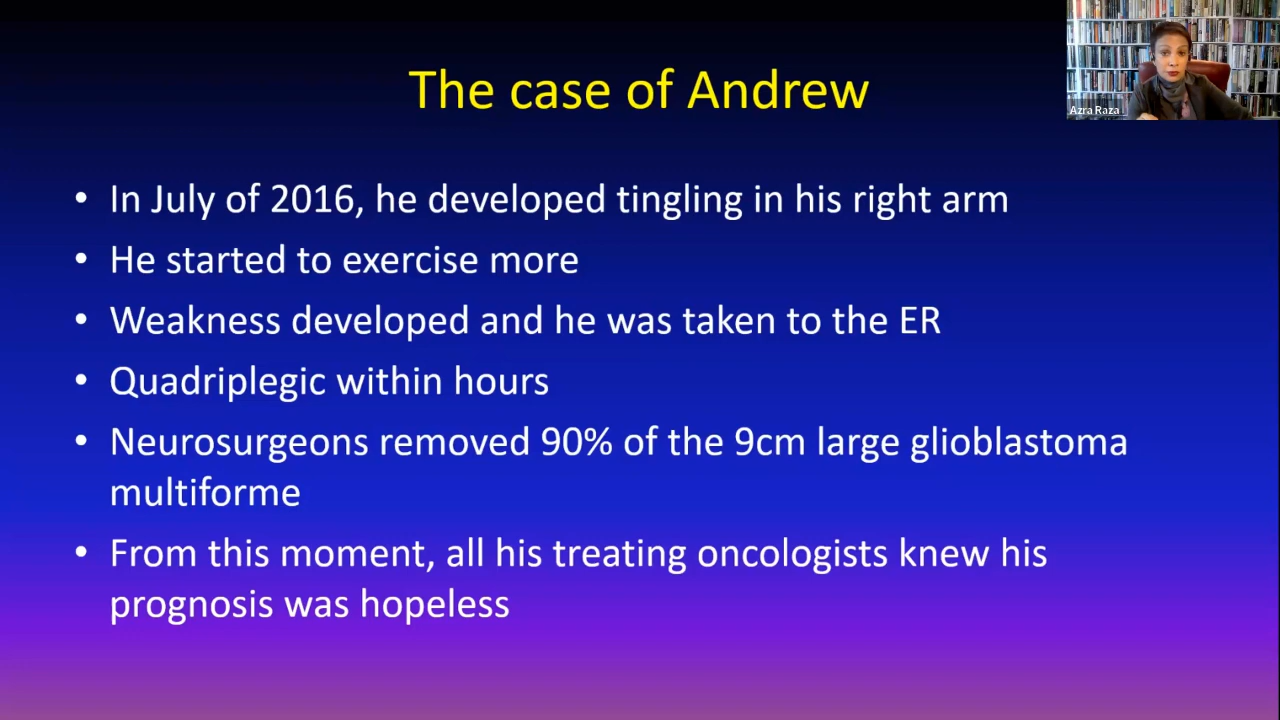 The case of Andrew
Azra Raza
• In July of 2016, he developed tingling in his right arm
• He started to exercise more
• Weakness developed and he was taken to the ER
• Quadriplegic within hours
• Neurosurgeons removed 90% of the 9cm large glioblastoma
multiforme
• From this moment, all his treating oncologists knew his
prognosis was hopeless